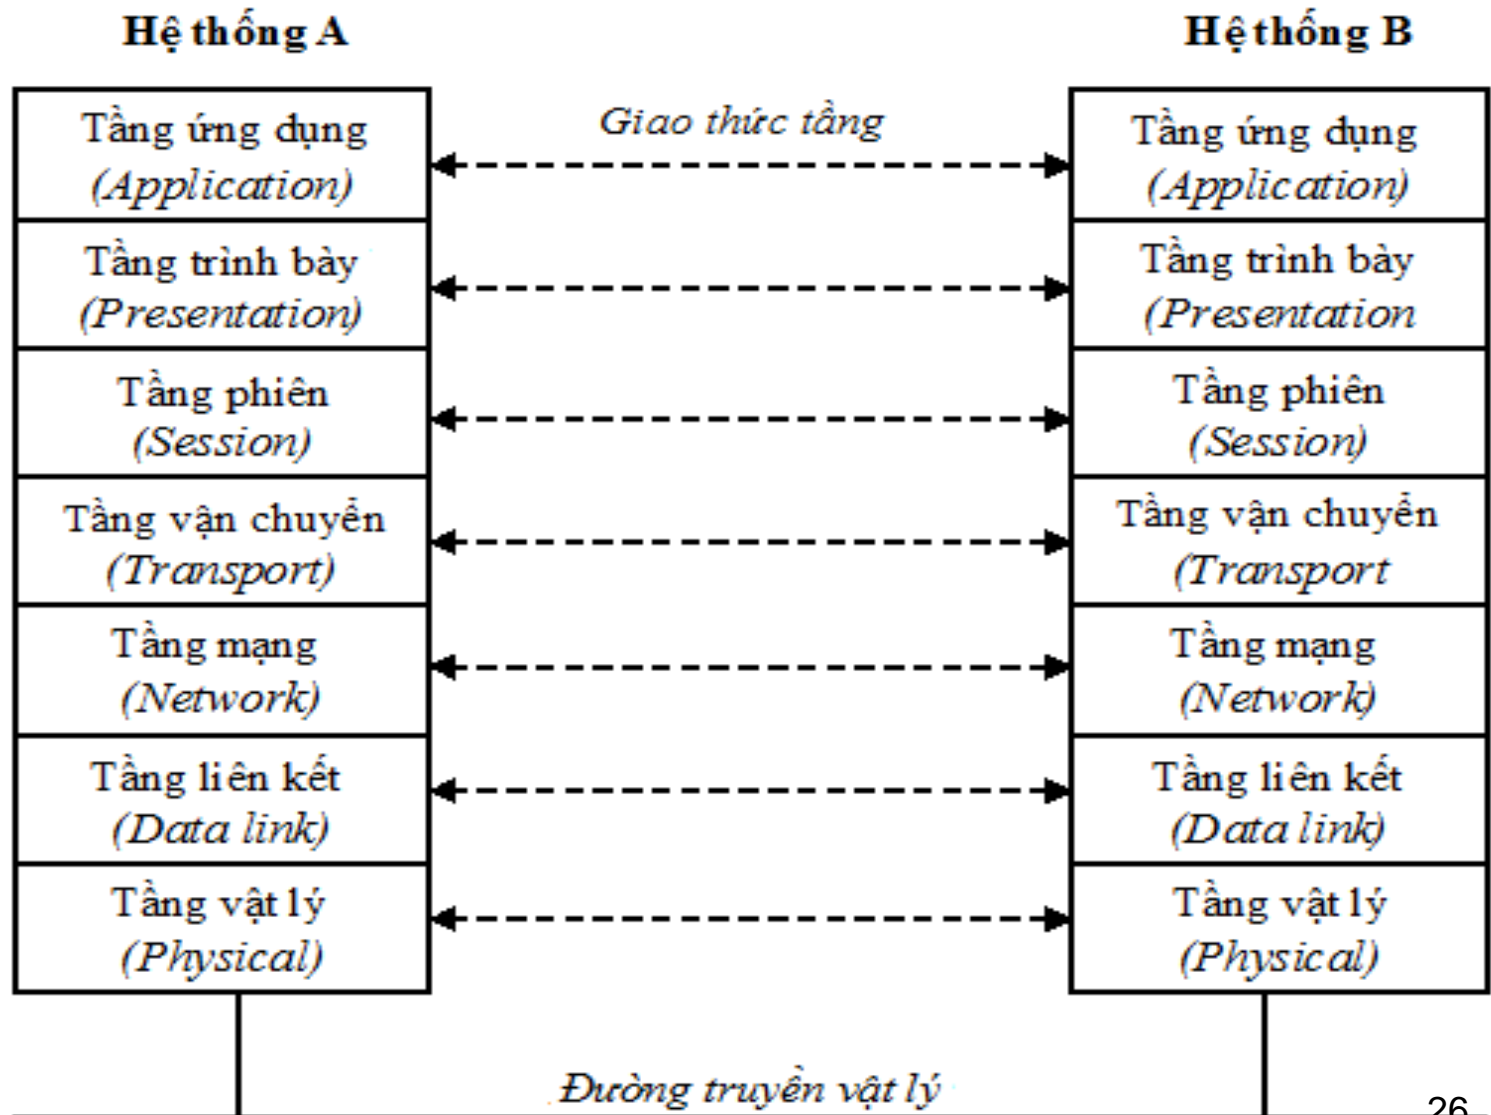 Hệ thống A
Hệ thống B
Tầng ứng dụng
(Application)
Giao thức tầng
Tầng ứng dụng
(Application)
Tầng trình bày
(Presentation)
Tầng trình bày
(Presentation
Tầng phiên
(Session)
Tầng phiên
(Session)
Tầng vận chuyển
(Transport)
Tầng vận chuyển
(Transport
Tầng mạng
(Network)
Tầng mạng
(Network)
Tầng liên kết
(Data link)
Tầng liên kết
(Data link)
Tầng vật lý
(Physical)
Tầng vật lý
(Physical)
Đường truyền vật lý
26